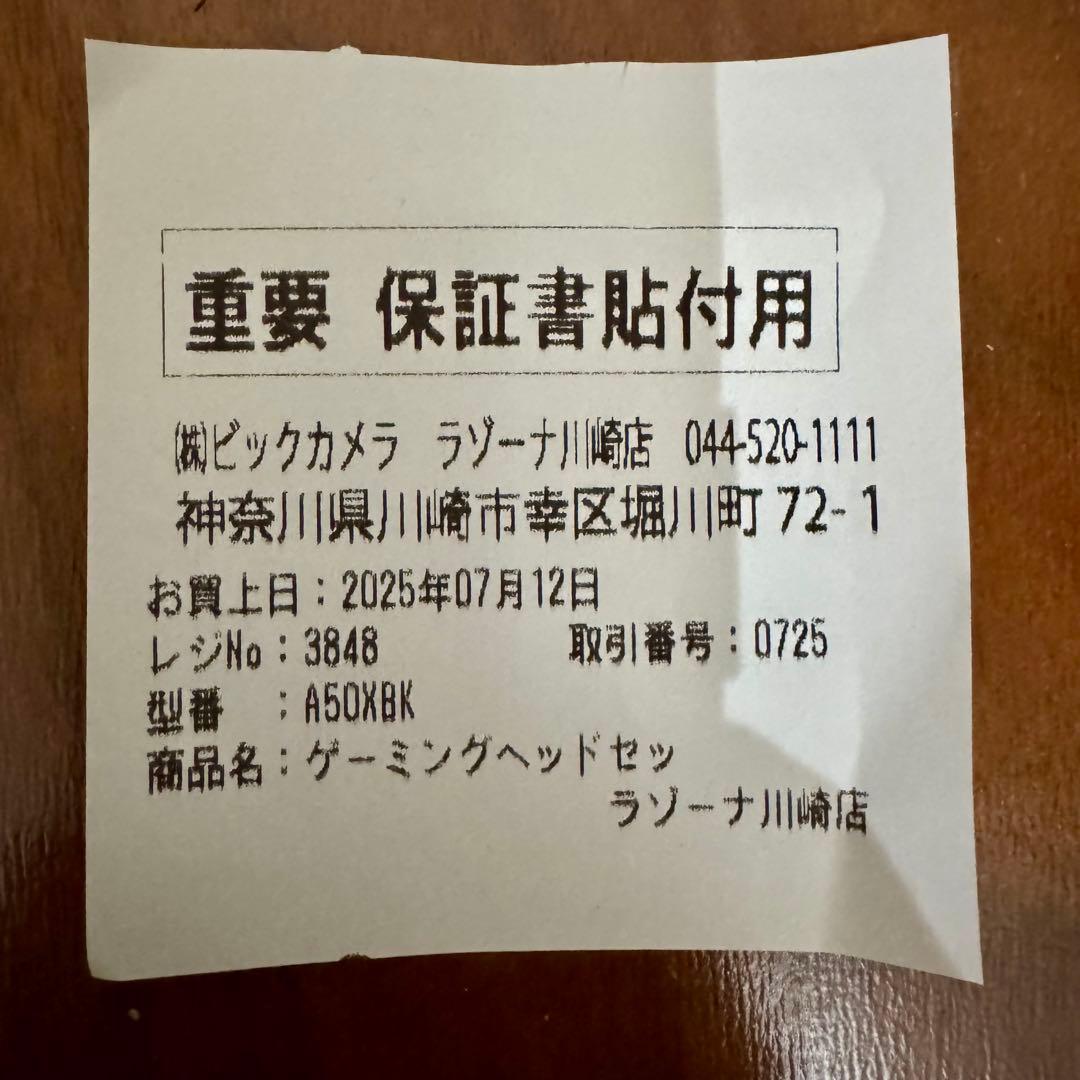 重要 保証書貼付用
㈱ビックカメラ ラゾーナ川崎店 044-520-1111
神奈川県川崎市幸区堀川町72-1
お買上日：2025年07月12日
レジNo：3848 取引番号：0725
型番 ：A50XBK
商品名：ゲーミングヘッドセッ
ラゾーナ川崎店